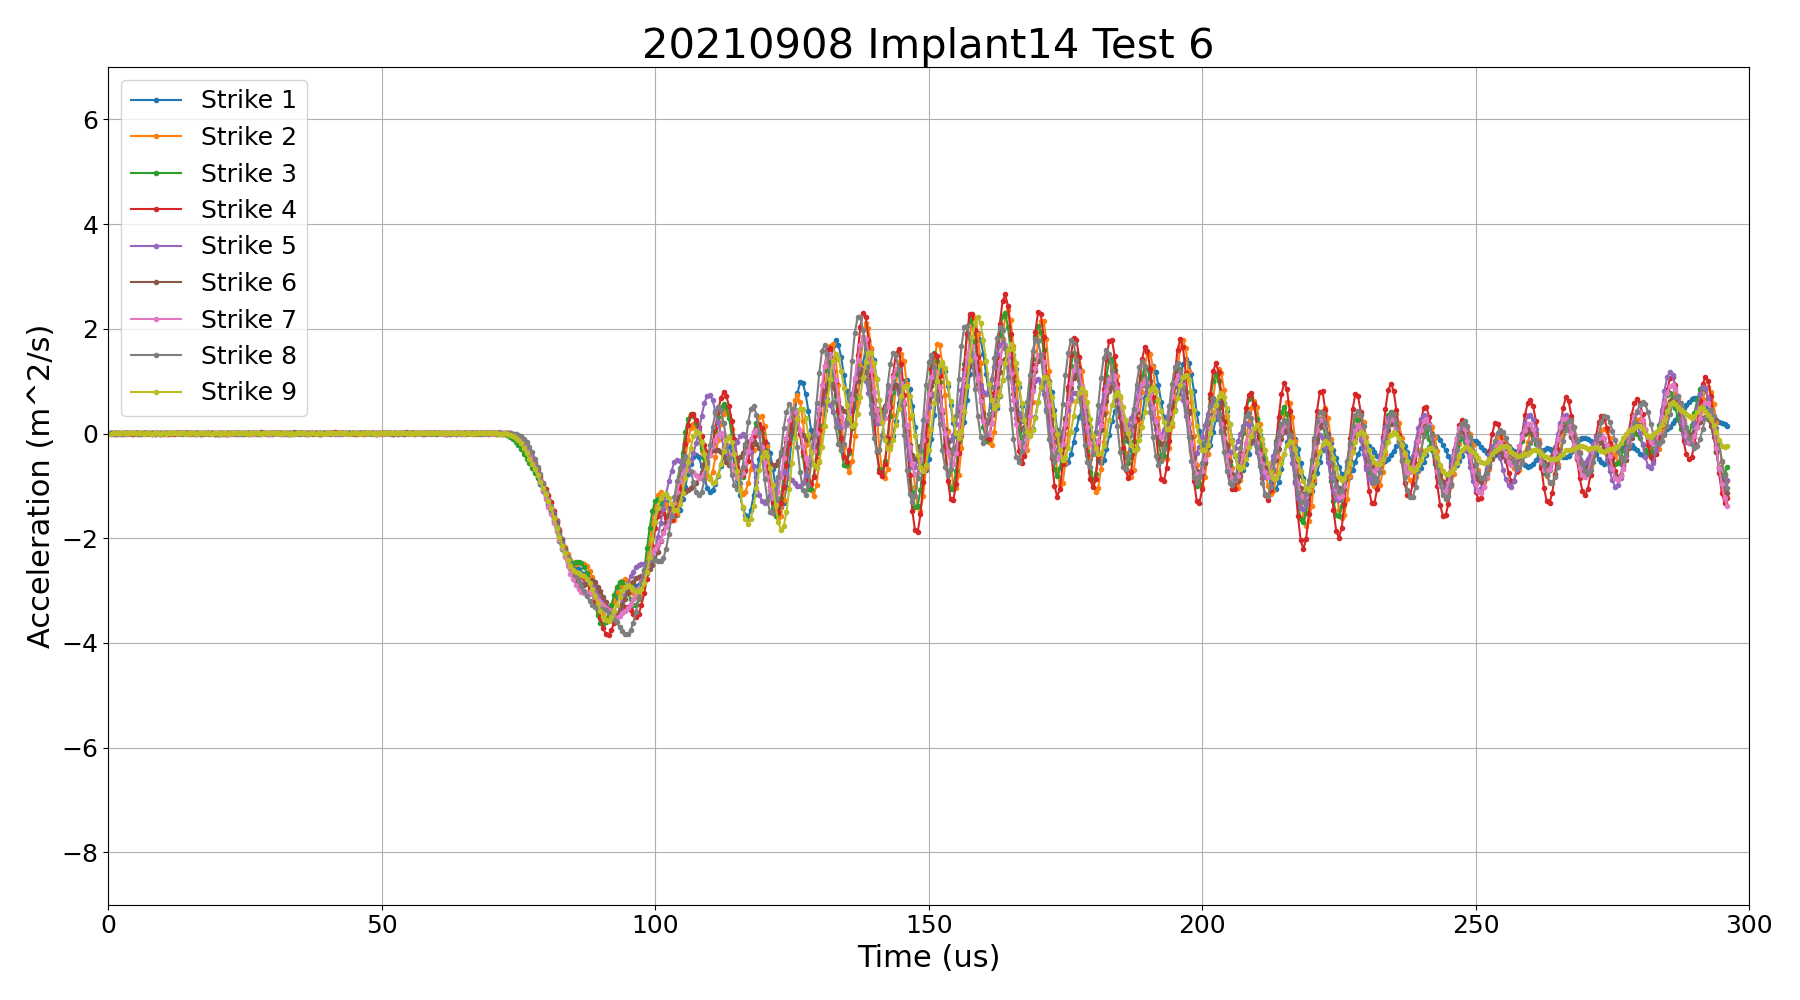 20210908 Implant14 Test 6
Strike 1
Strike 2
Strike 3
Strike 4
Strike 5
Strike 6
Strike 7
Strike 8
Strike 9
6
4
2
0
−2
−4
−6
−8
Acceleration (m^2/s)
0 50 100 150 200 250 300
Time (us)